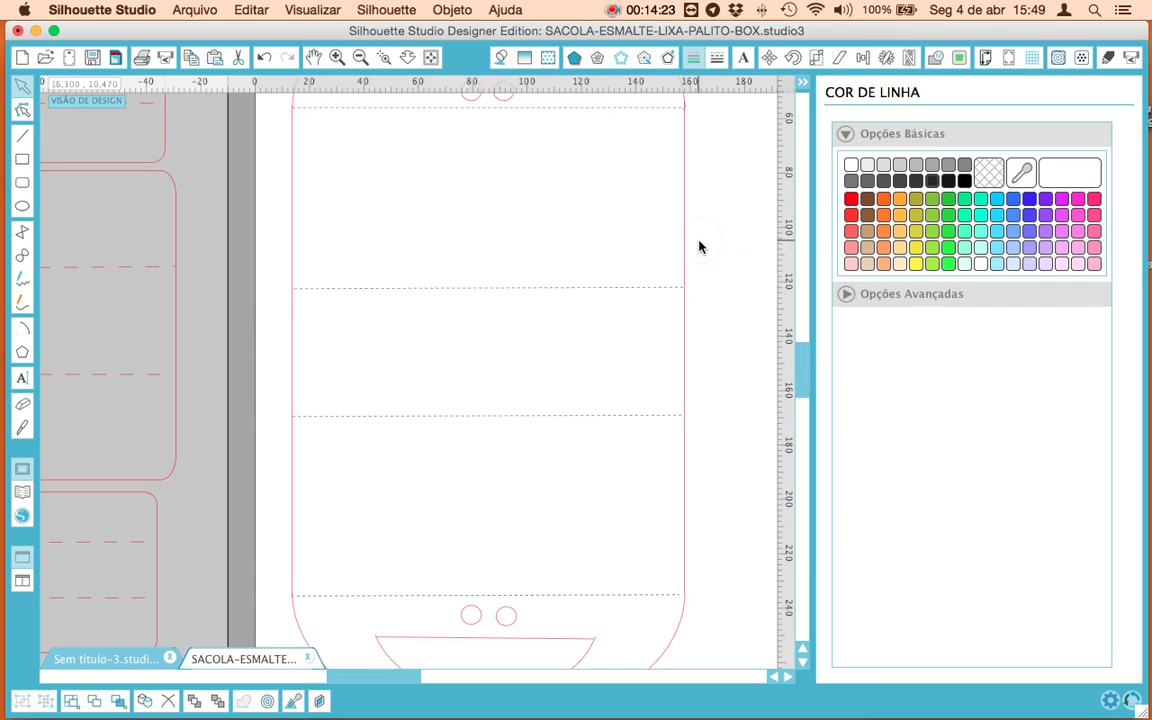 Silhouette Studio Arquivo Editar Visualizar Silhouette Objeto Ajuda 00:14:23 100% Seg 4 de abr 15:49
Silhouette Studio Designer Edition: SACOLA-ESMALTE-LIXA-PALITO-BOX.studio3
16,300 , 10,470
-40 -20 0 20 40 60 80 100 120 140 160 180
VISÃO DE DESIGN
COR DE LINHA
Opções Básicas
Opções Avançadas
60
80
100
120
140
160
180
200
220
240
Sem título-3.studi... SACOLA-ESMALTE...